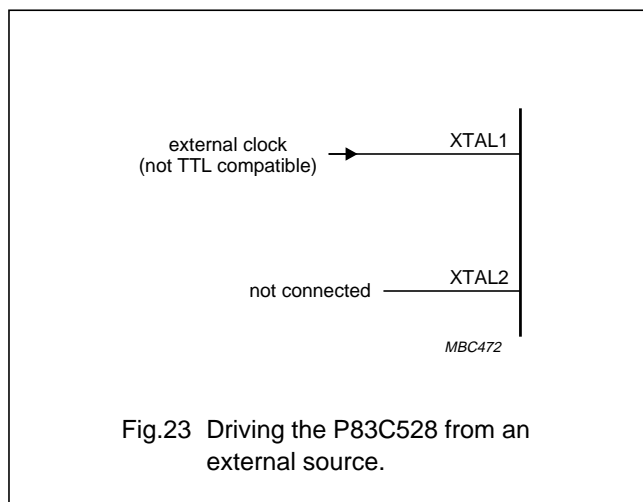 external clock
(not TTL compatible)
XTAL1
not connected
XTAL2
MBC472
Fig.23 Driving the P83C528 from an
external source.